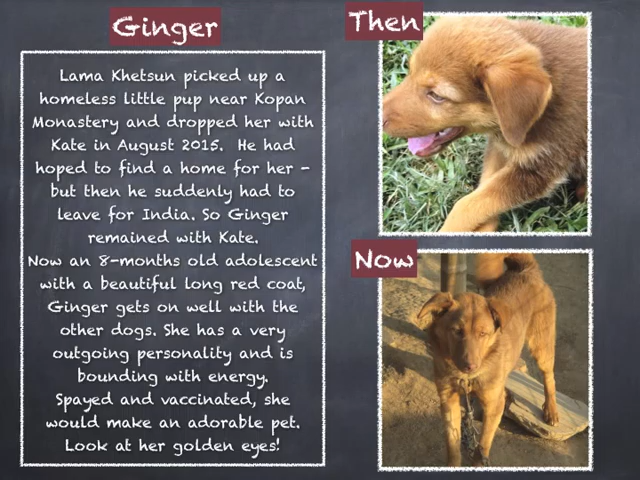 Ginger
Then
Lama Khetsun picked up a
homeless little pup near Kopan
Monastery and dropped her with
Kate in August 2015. He had
hoped to find a home for her -
but then he suddenly had to
leave for India. So Ginger
remained with Kate.
Now an 8-months old adolescent
with a beautiful long red coat,
Ginger gets on well with the
other dogs. She has a very
outgoing personality and is
bounding with energy.
Spayed and vaccinated, she
would make an adorable pet.
Look at her golden eyes!
Now